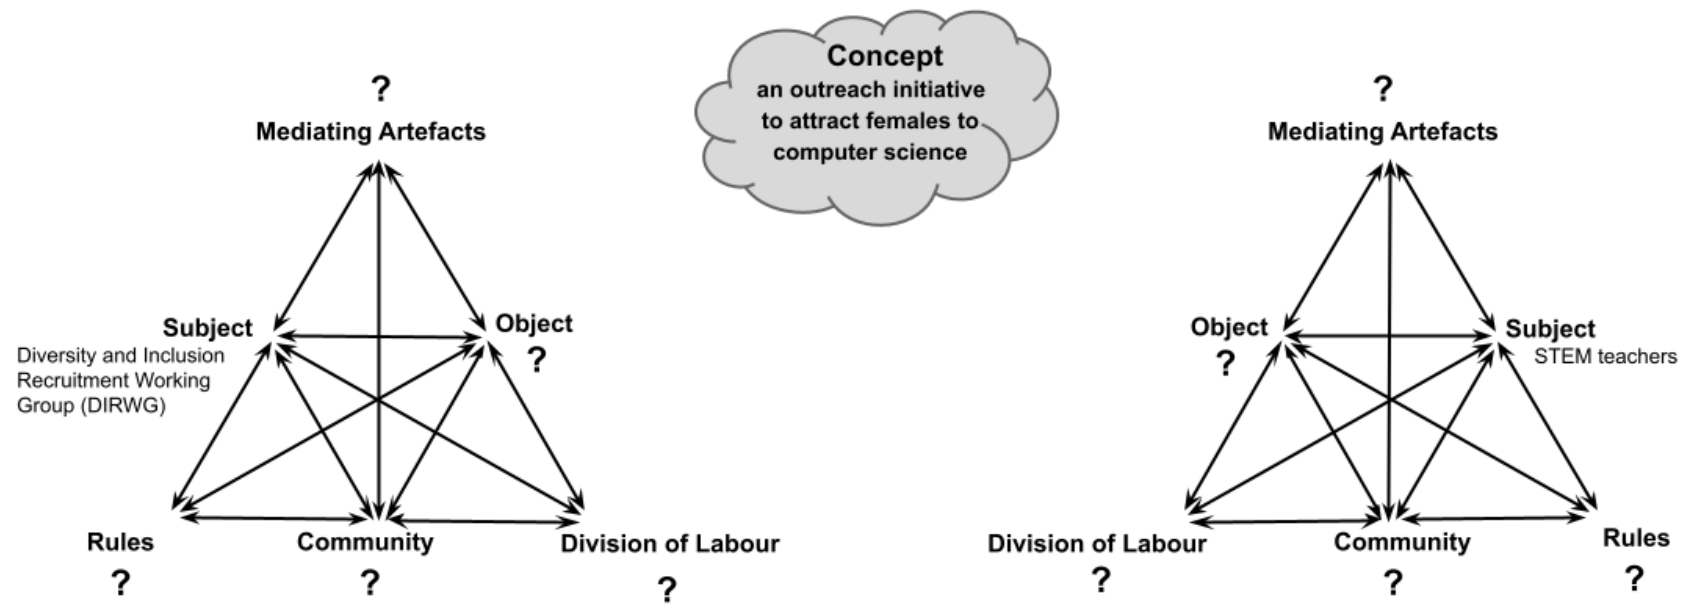 Concept
an outreach initiative
to attract females to
computer science
?
Mediating Artefacts
Subject
Diversity and Inclusion
Recruitment Working
Group (DIRWG)
Object
?
Rules
?
Community
?
Division of Labour
?
?
Mediating Artefacts
Object
?
Subject
STEM teachers
Division of Labour
?
Community
?
Rules
?